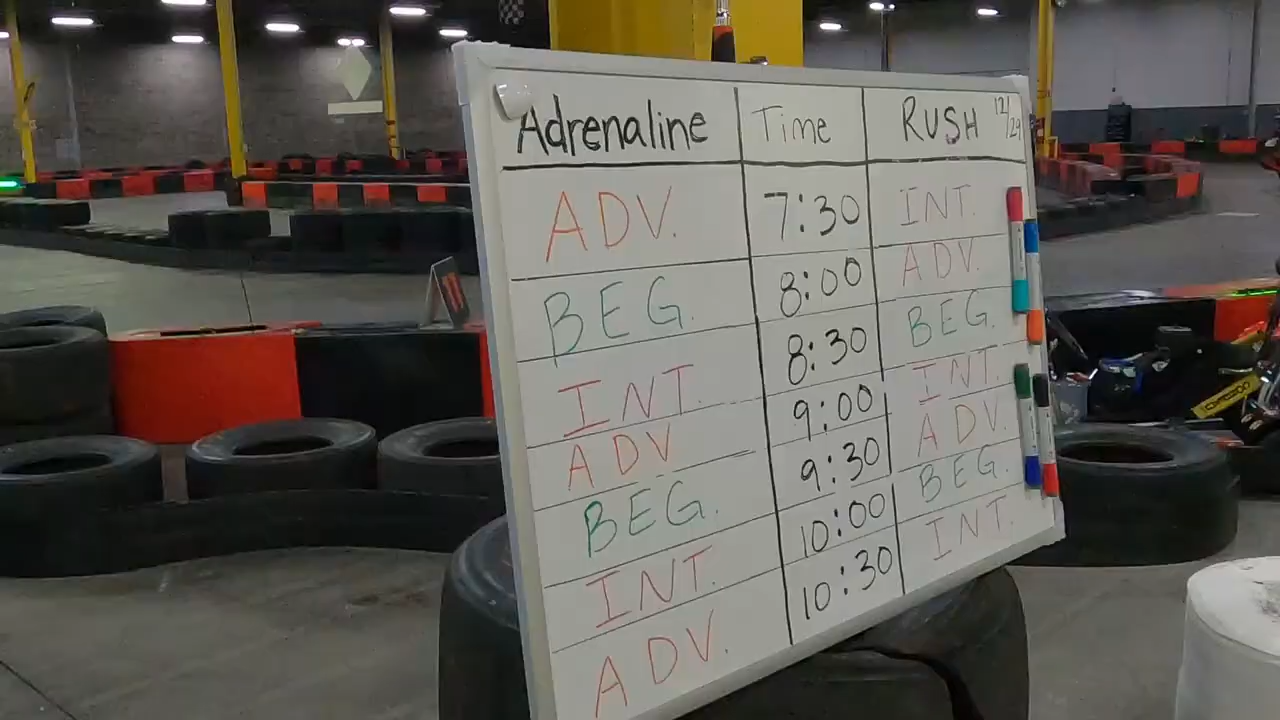 Adrenaline Time RUSH 12/29
ADV. 7:30 INT.
BEG. 8:00 ADV.
INT. 8:30 BEG.
ADV 9:00 INT.
BEG. 9:30 ADV.
INT. 10:00 BEG.
ADV. 10:30 INT.